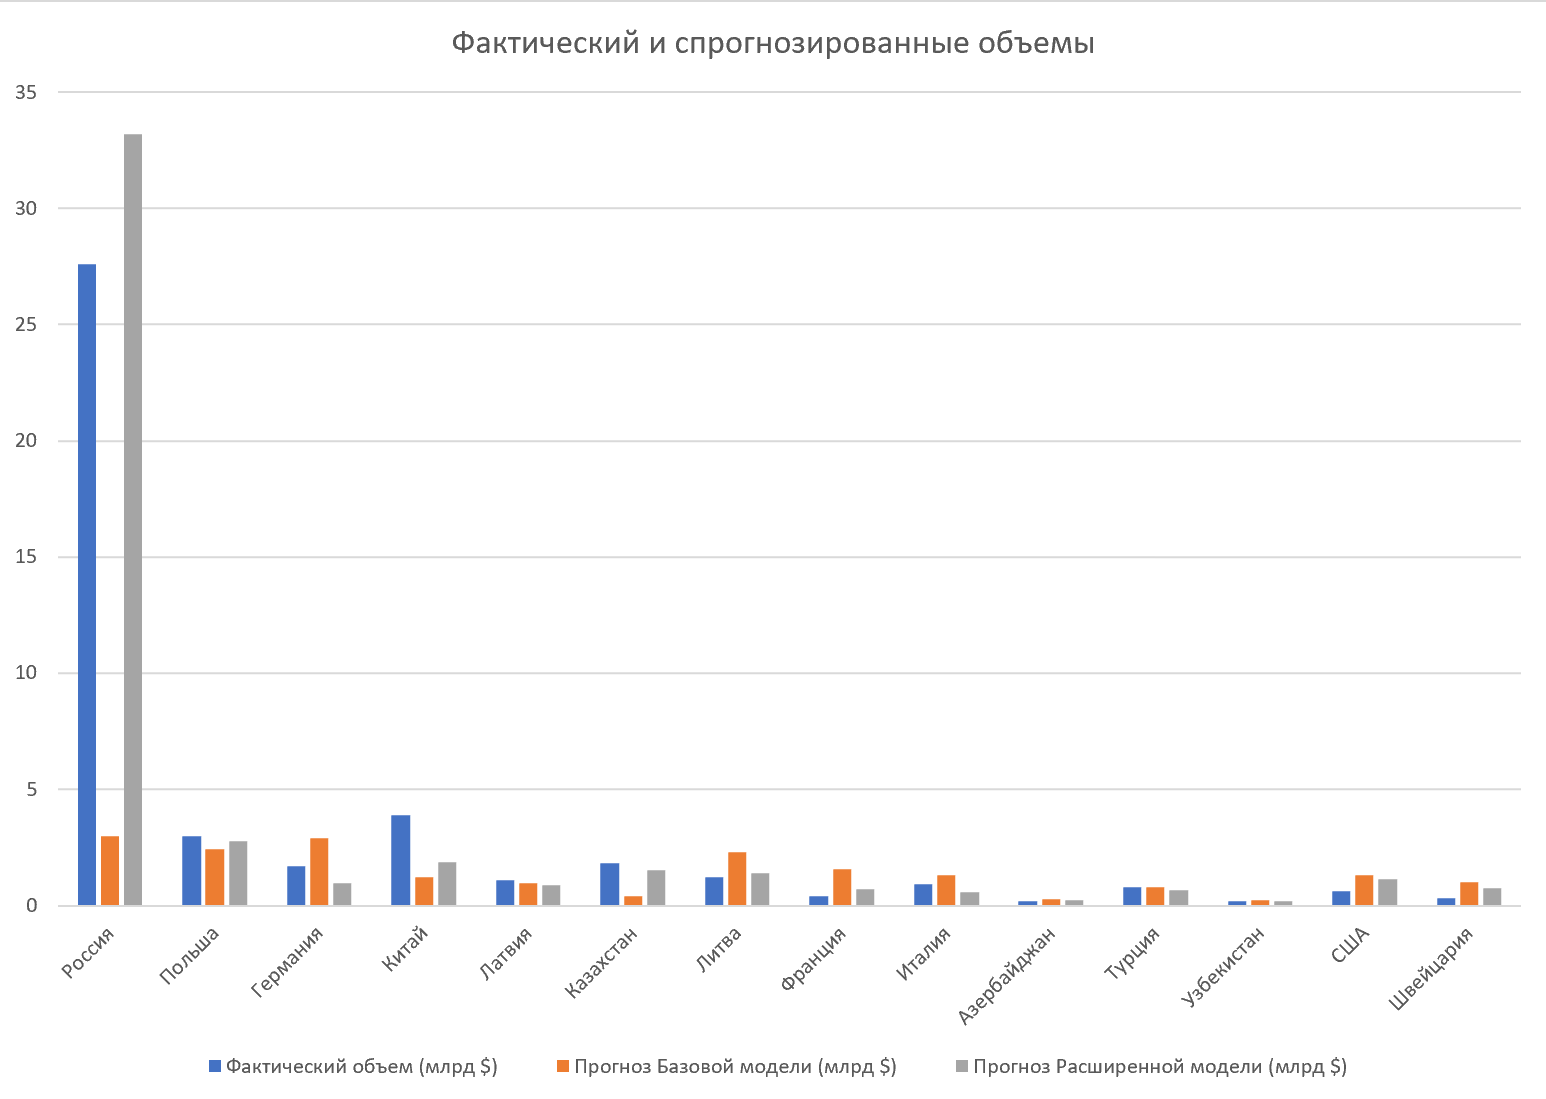 Фактический и спрогнозированные объемы
35
30
25
20
15
10
5
0
Россия
Польша
Германия
Китай
Латвия
Казахстан
Литва
Франция
Италия
Азербайджан
Турция
Узбекистан
США
Швейцария
Фактический объем (млрд $)
Прогноз Базовой модели (млрд $)
Прогноз Расширенной модели (млрд $)